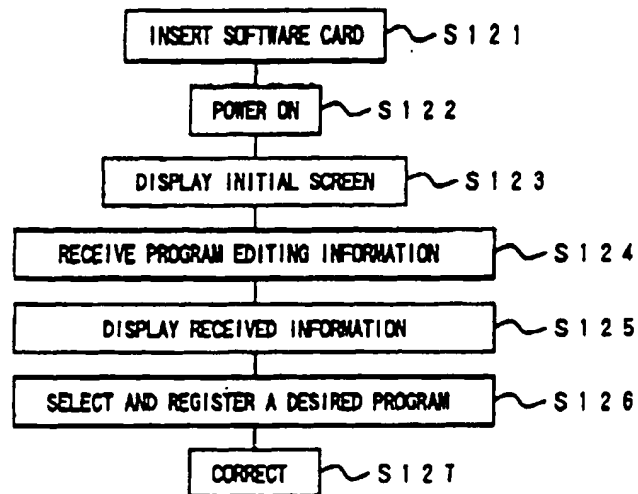 INSERT SOFTWARE CARD S121
POWER ON S122
DISPLAY INITIAL SCREEN S123
RECEIVE PROGRAM EDITING INFORMATION S124
DISPLAY RECEIVED INFORMATION S125
SELECT AND REGISTER A DESIRED PROGRAM S126
CORRECT S127